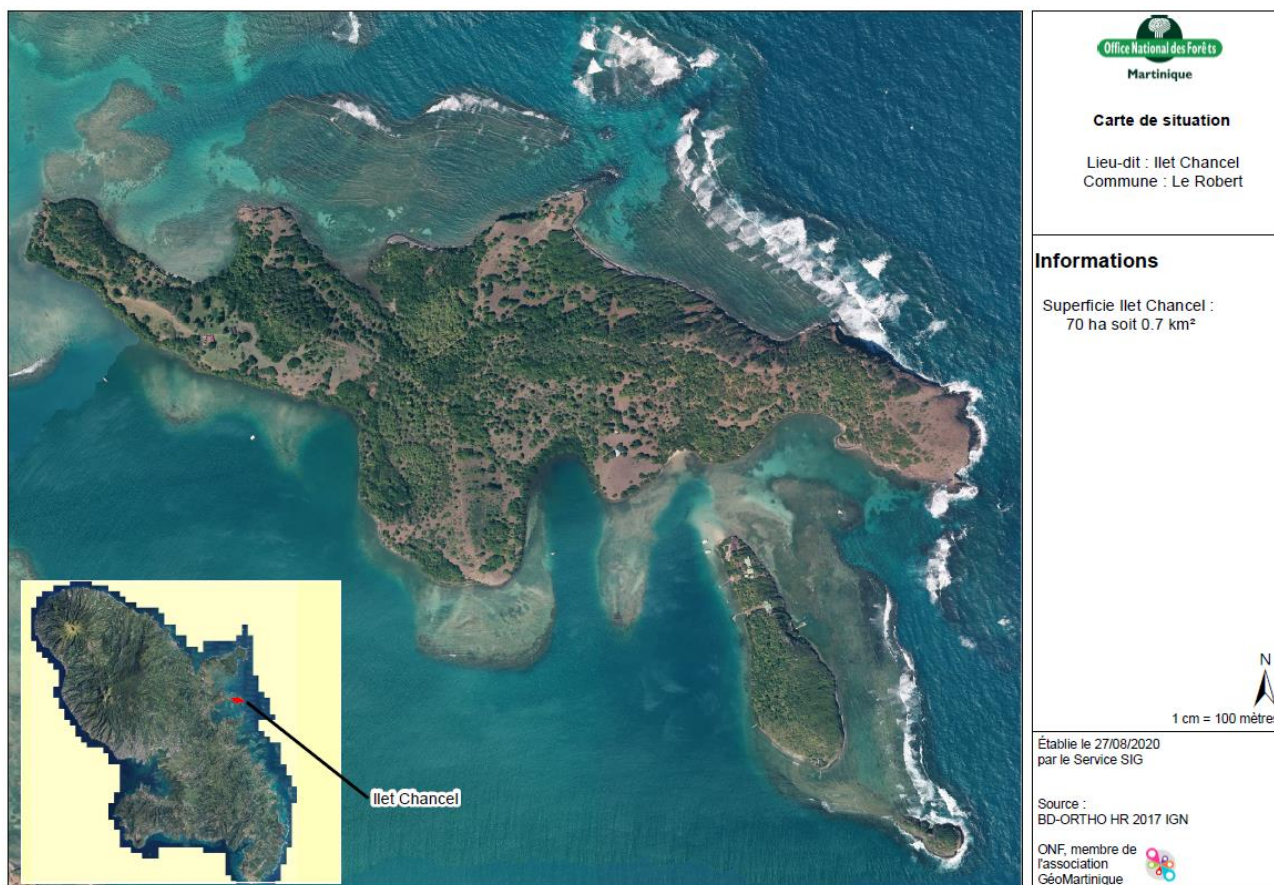 Office National des Forêts
Martinique
Carte de situation
Lieu-dit : Ilet Chancel
Commune : Le Robert
Informations
Superficie Ilet Chancel :
70 ha soit 0.7 km²
N
1 cm = 100 mètres
Établie le 27/08/2020
par le Service SIG
Source :
BD-ORTHO HR 2017 IGN
ONF, membre de
l'association
GéoMartinique
Ilet Chancel